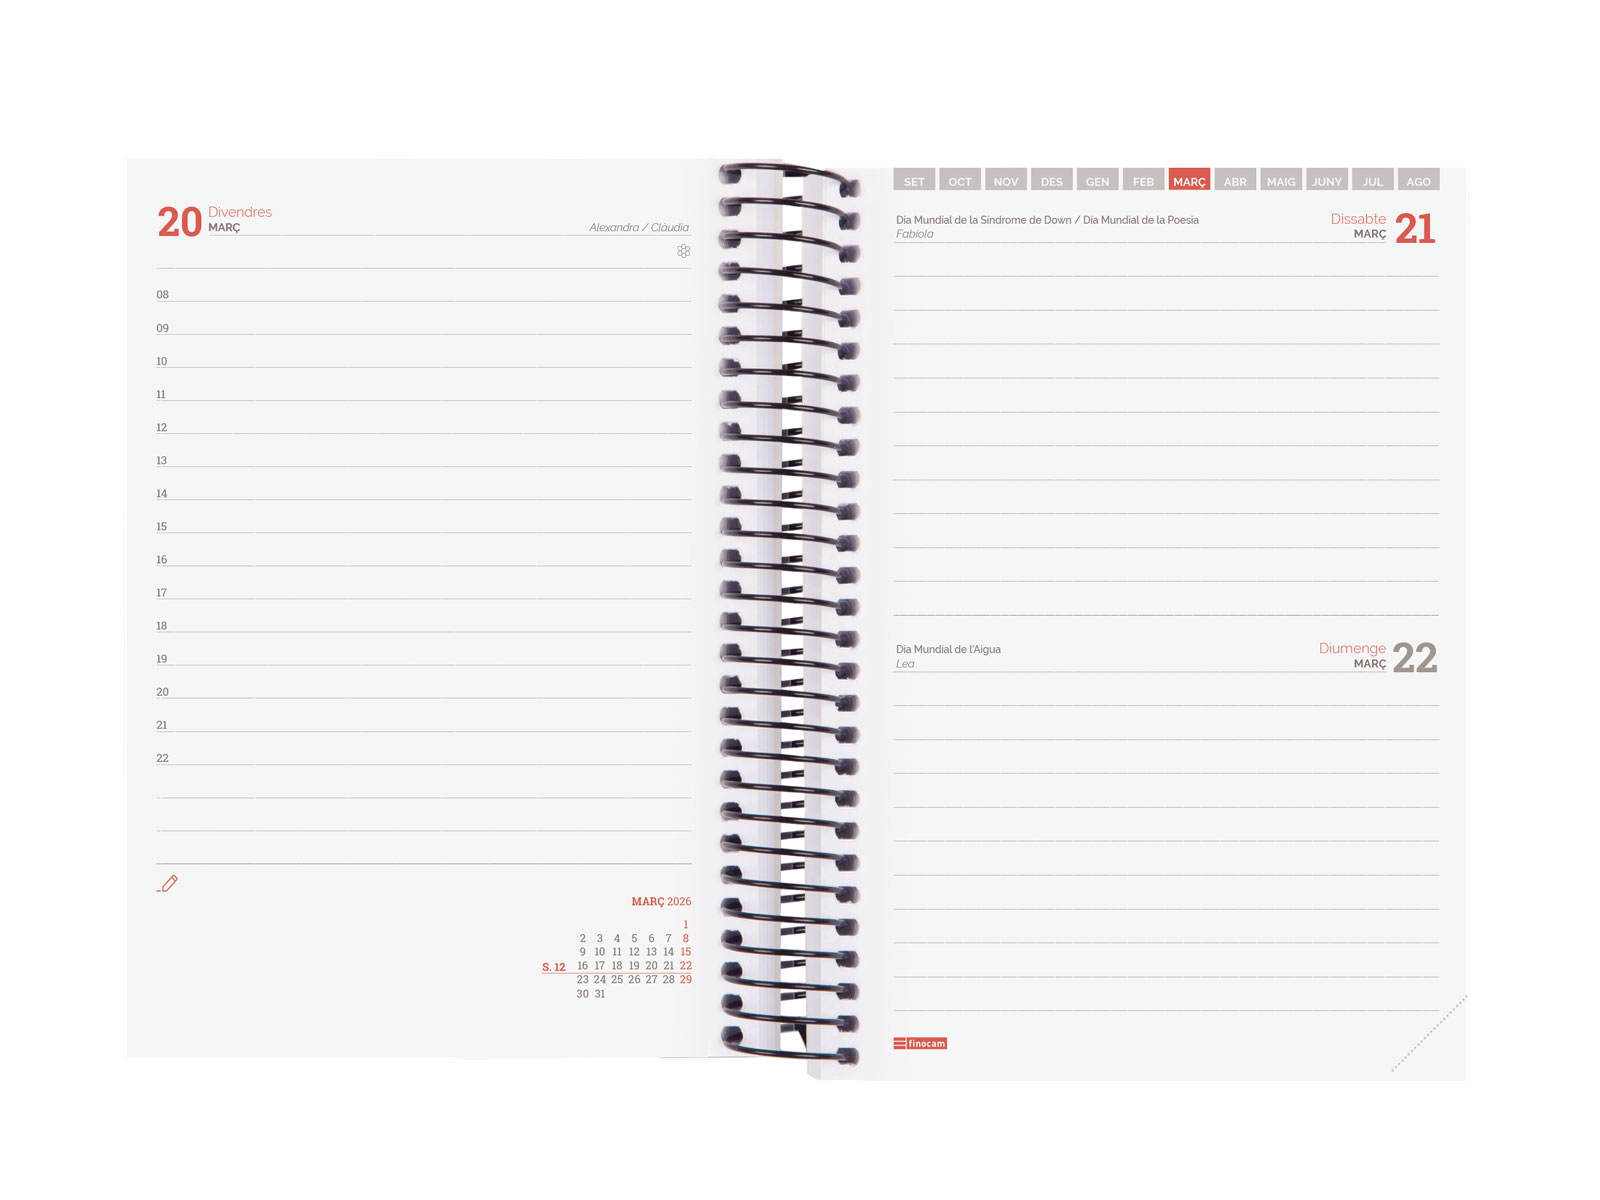 20 Divendres
MARÇ
Alexandra / Clàudia
08
09
10
11
12
13
14
15
16
17
18
19
20
21
22
MARÇ 2026
1
2 3 4 5 6 7 8
9 10 11 12 13 14 15
S. 12 16 17 18 19 20 21 22
23 24 25 26 27 28 29
30 31
SET OCT NOV DES GEN FEB MARÇ ABR MAIG JUNY JUL AGO
Dia Mundial de la Síndrome de Down / Dia Mundial de la Poesia
Fabiola
Dissabte 21
MARÇ
Dia Mundial de l'Aigua
Lea
Diumenge 22
MARÇ
finocam